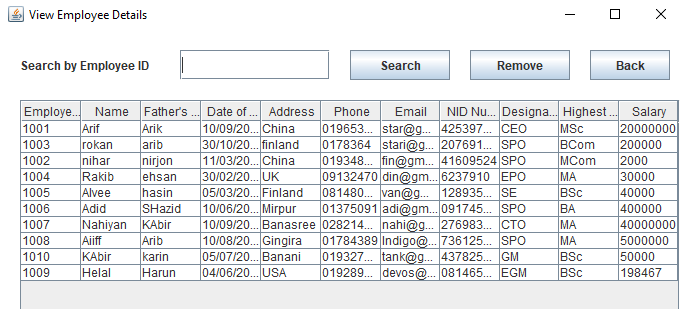 View Employee Details
Search by Employee ID Search Remove Back
Employe... Name Father's ... Date of ... Address Phone Email NID Nu... Designa... Highest ... Salary
1001 Arif Arik 10/09/20... China 019653... star@g... 425397... CEO MSc 20000000
1003 rokan arib 30/10/20... finland 0178364 stari@g... 207691... SPO BCom 200000
1002 nihar nirjon 11/03/20... China 019348... fin@gm... 41609524 SPO MCom 2000
1004 Rakib ehsan 30/02/20... UK 09132470 din@gm... 6237910 EPO MA 30000
1005 Alvee hasin 05/03/20... Finland 081480... van@g... 128935... SE BSc 40000
1006 Adid SHazid 10/06/20... Mirpur 01375091 adi@gm... 091745... SPO BA 400000
1007 Nahiyan KAbir 10/09/20... Banasree 028214... nahi@g... 276983... CTO MA 40000000
1008 Aiiff Arib 10/08/20... Gingira 01784389 Indigo@... 736125... SPO MA 5000000
1010 KAbir karin 05/07/20... Banani 019327... tank@g... 437825... GM BSc 50000
1009 Helal Harun 04/06/20... USA 019289... devos@... 081465... EGM BSc 198467